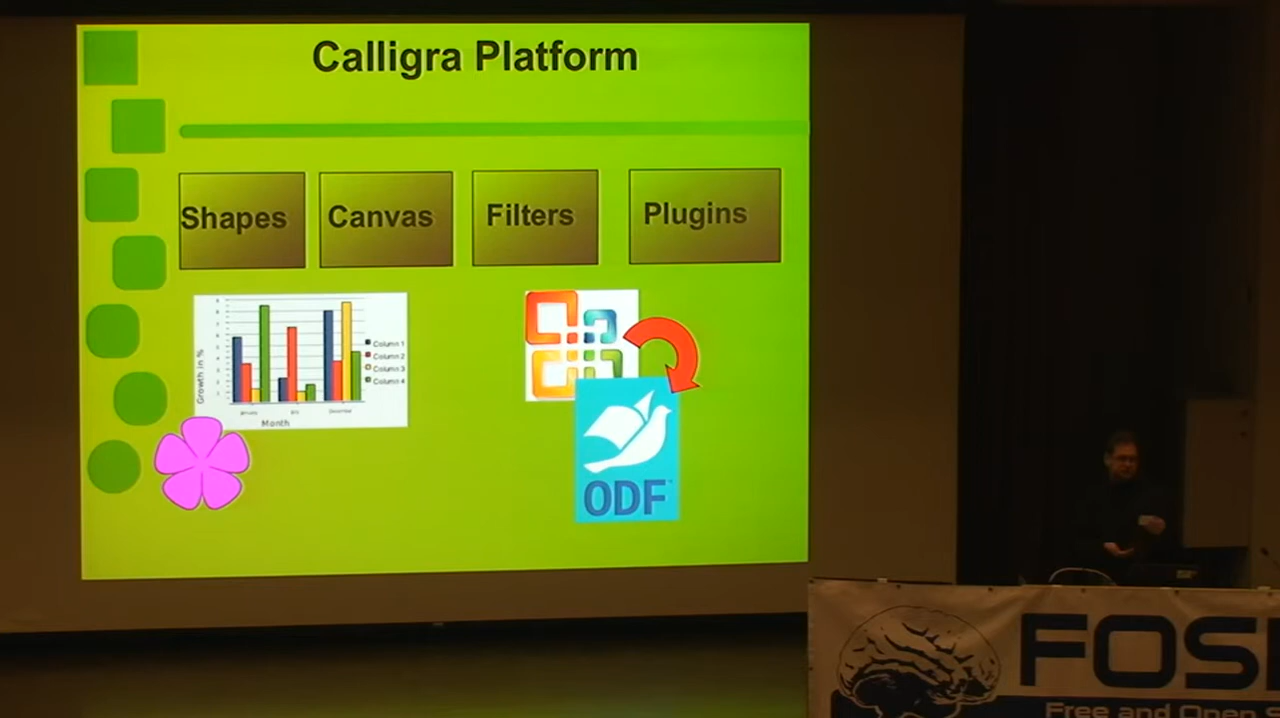 Calligra Platform
Shapes
Canvas
Filters
Plugins
Growth in %
Column 1
Column 2
Column 3
Column 4
December
Month
ODF
FOS
Free and Open S